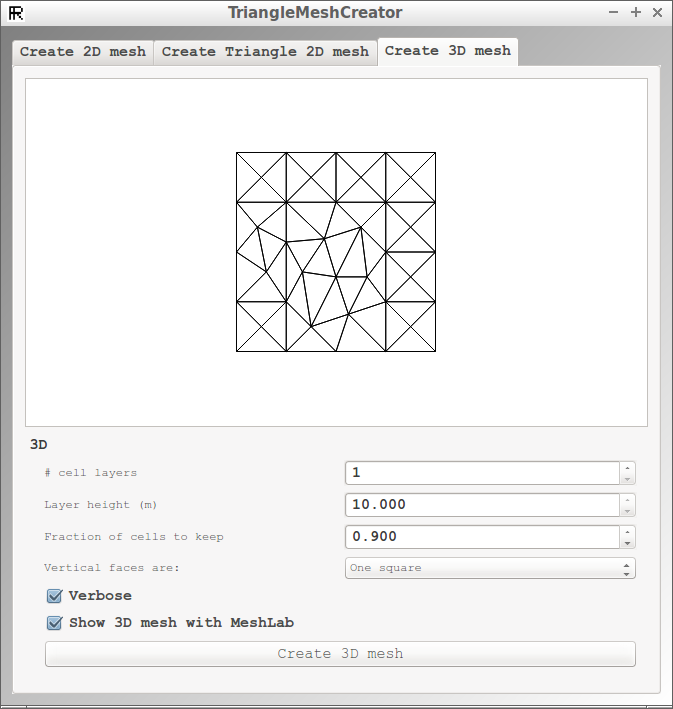 TriangleMeshCreator
Create 2D mesh Create Triangle 2D mesh Create 3D mesh
3D
# cell layers 1
Layer height (m) 10.000
Fraction of cells to keep 0.900
Vertical faces are: One square
Verbose
Show 3D mesh with MeshLab
Create 3D mesh